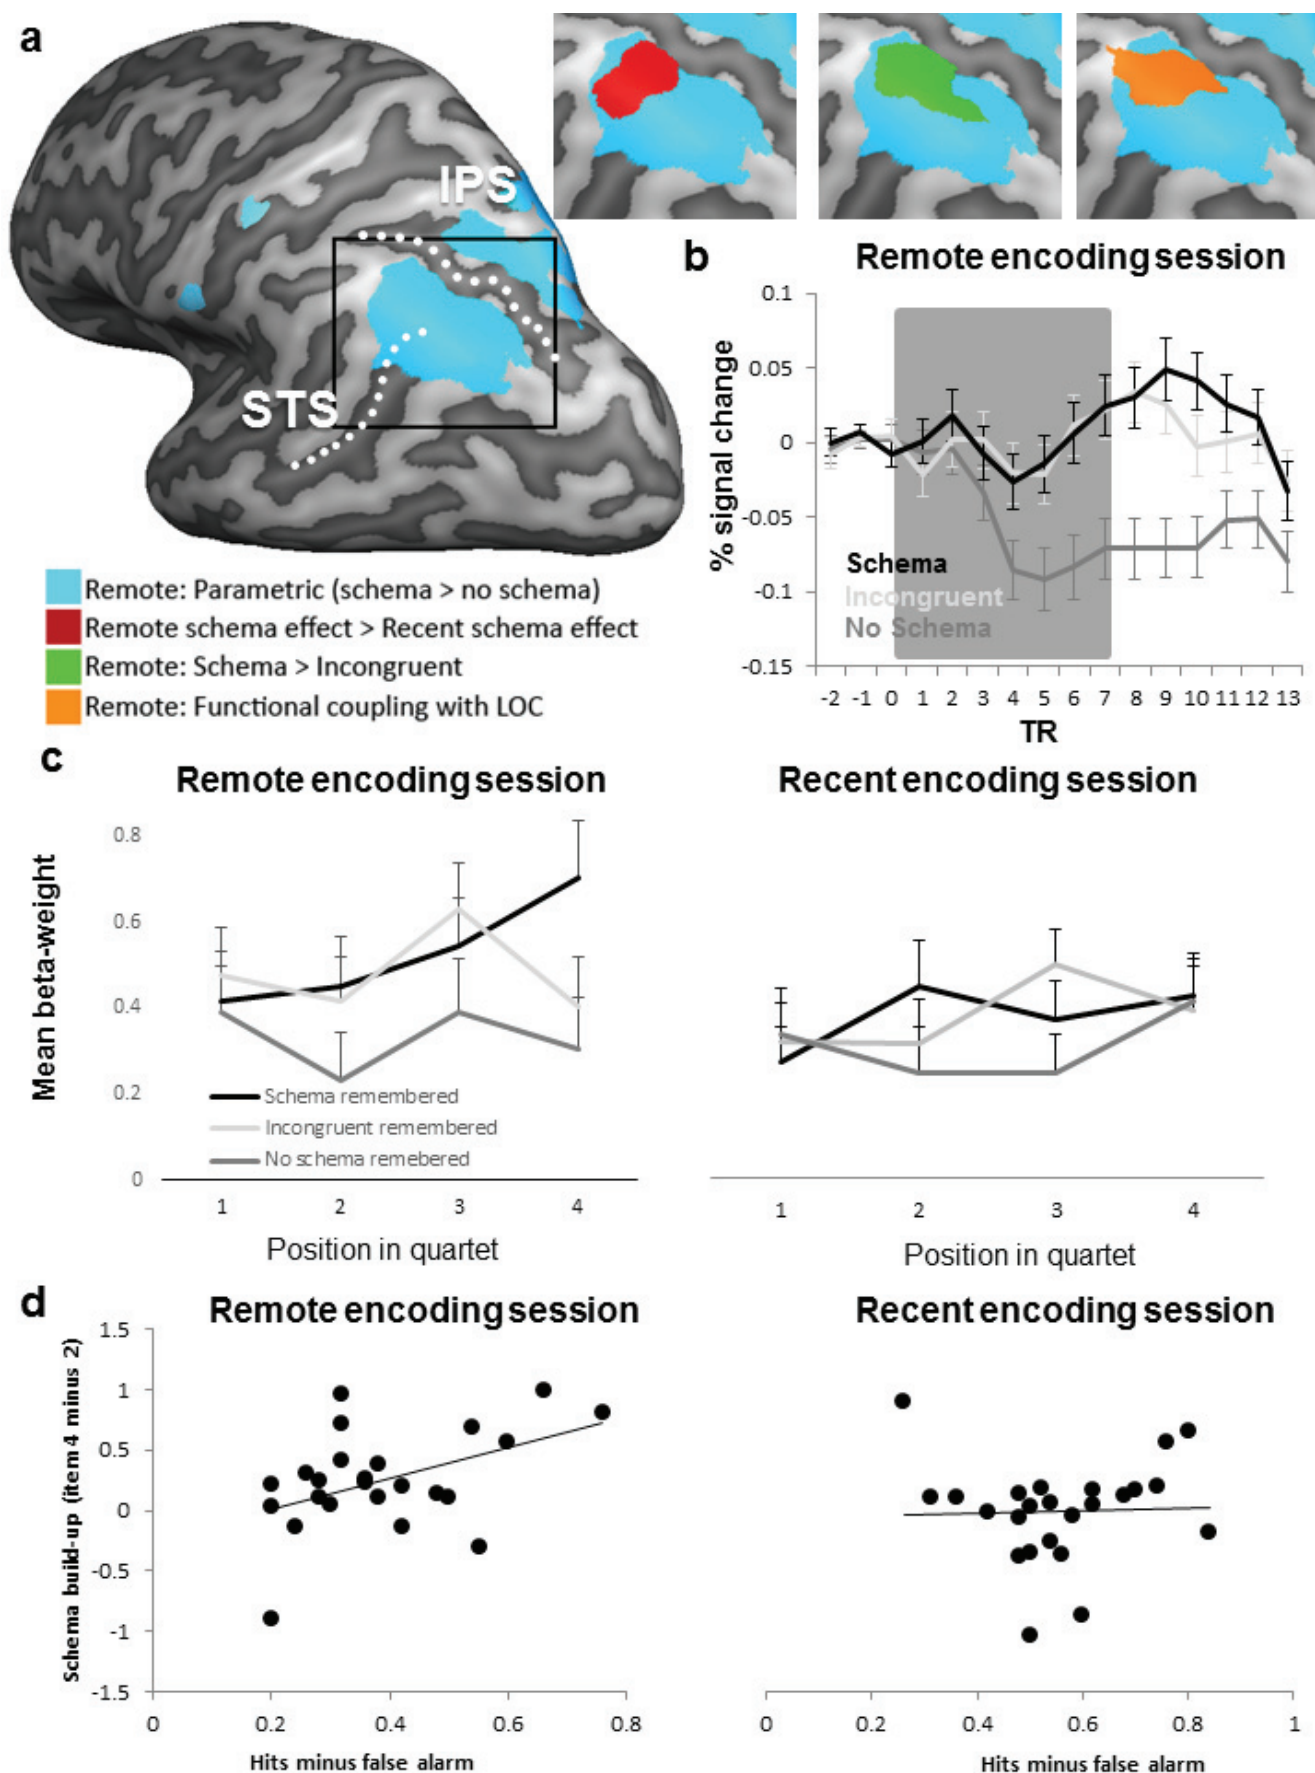 a
IPS
STS
Remote: Parametric (schema > no schema)
Remote schema effect > Recent schema effect
Remote: Schema > Incongruent
Remote: Functional coupling with LOC
b
Remote encoding session
% signal change
0.1
0.05
0
-0.05
-0.1
-0.15
Schema
Incongruent
No Schema
-2 -1 0 1 2 3 4 5 6 7 8 9 10 11 12 13
TR
c
Remote encoding session
Mean beta-weight
0.8
0.6
0.4
0.2
0
Schema remembered
Incongruent remembered
No schema remebered
1 2 3 4
Position in quartet
Recent encoding session
1 2 3 4
Position in quartet
d
Remote encoding session
Schema build-up (item 4 minus 2)
1.5
1
0.5
0
-0.5
-1
-1.5
0 0.2 0.4 0.6 0.8
Hits minus false alarm
Recent encoding session
0 0.2 0.4 0.6 0.8 1
Hits minus false alarm